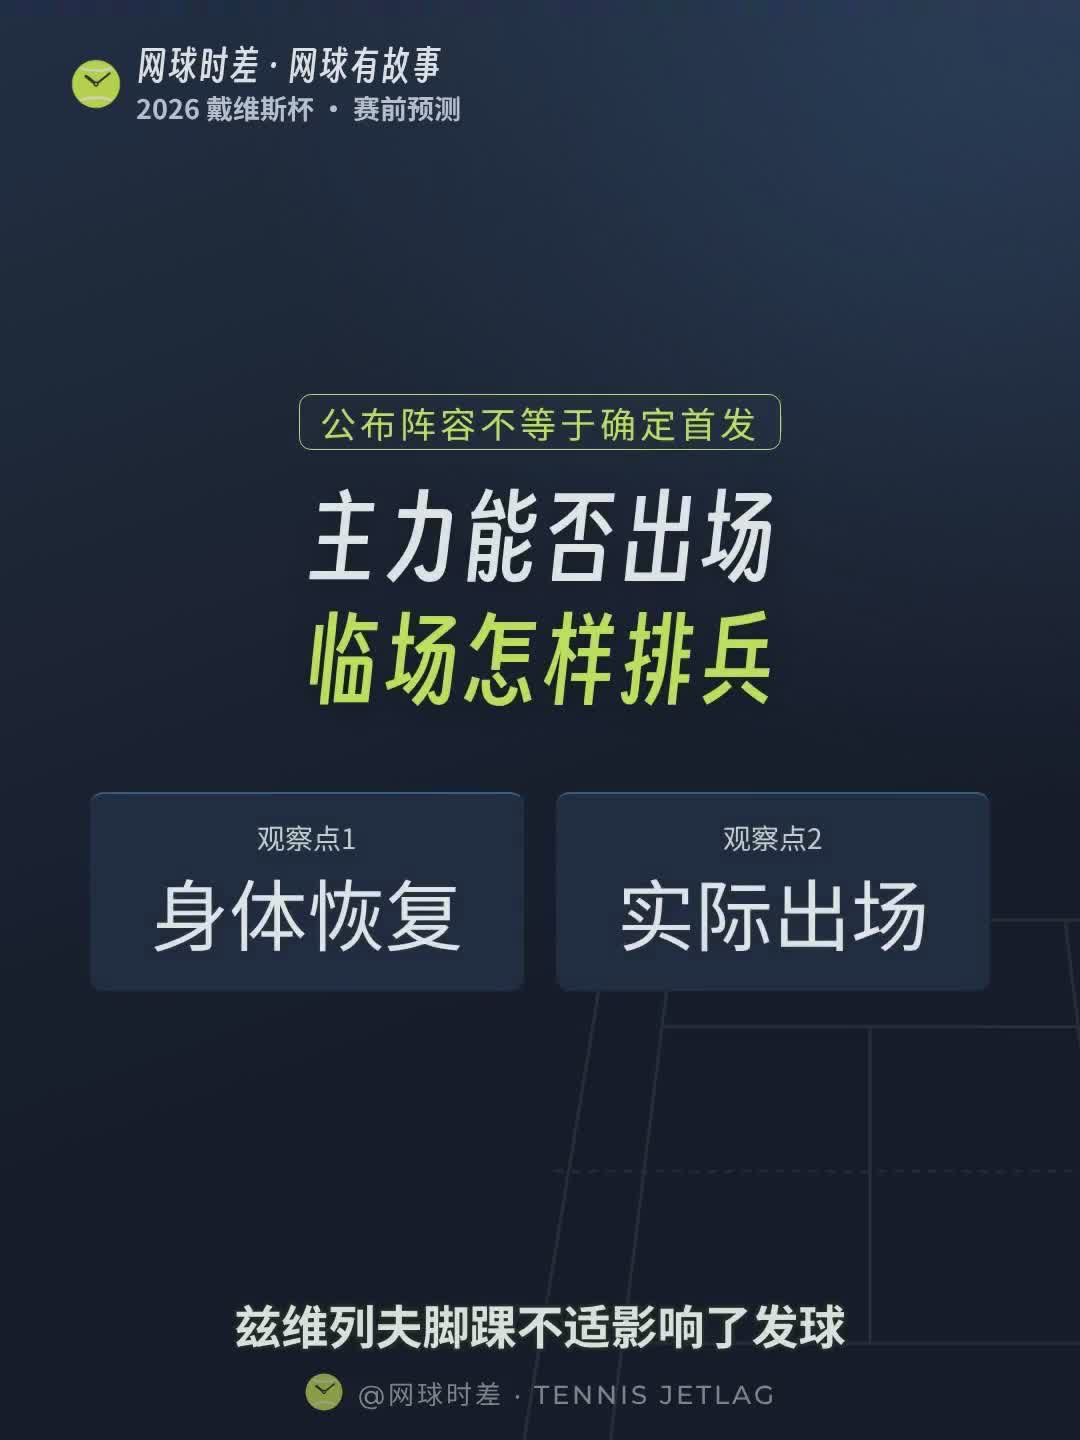 网球时差·网球有故事
2026 戴维斯杯 · 赛前预测
公布阵容不等于确定首发
主力能否出场
临场怎样排兵
观察点1
身体恢复
观察点2
实际出场
兹维列夫脚踝不适影响了发球
@网球时差 · TENNIS JETLAG